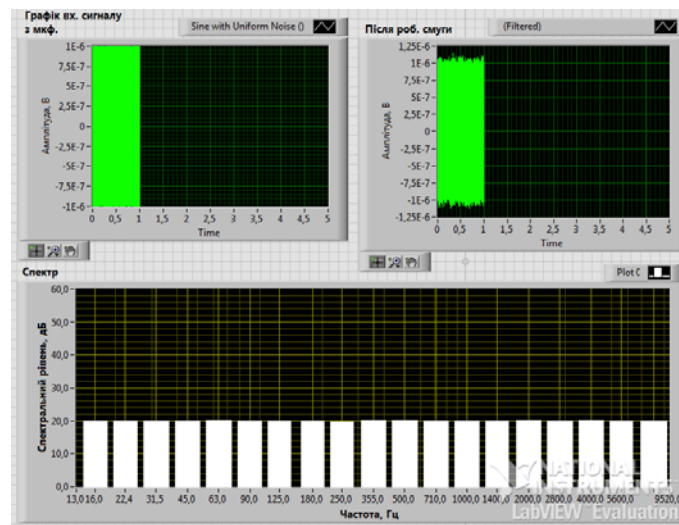 Графік вх. сигналу
з мкф.
Sine with Uniform Noise ()
1E-6
7,5E-7
5E-7
2,5E-7
0
-2,5E-7
-5E-7
-7,5E-7
-1E-6
Амплітуда, В
0 0,5 1 1,5 2 2,5 3 3,5 4 4,5 5
Time
Після роб. смуги
(Filtered)
1,25E-6
1E-6
7,5E-7
5E-7
2,5E-7
0
-2,5E-7
-5E-7
-7,5E-7
-1E-6
-1,25E-6
Амплітуда, В
0 0,5 1 1,5 2 2,5 3 3,5 4 4,5 5
Time
Спектр
Plot 0
60,0
50,0
40,0
30,0
20,0
10,0
0,0
Спектральний рівень, дБ
13,0 16,0 22,4 31,5 45,0 63,0 90,0 125,0 180,0 250,0 355,0 500,0 710,0 1000,0 1400,0 2000,0 2800,0 4000,0 5600,0 9520,0
Частота, Гц
NATIONAL
INSTRUMENTS
LabVIEW Evaluation